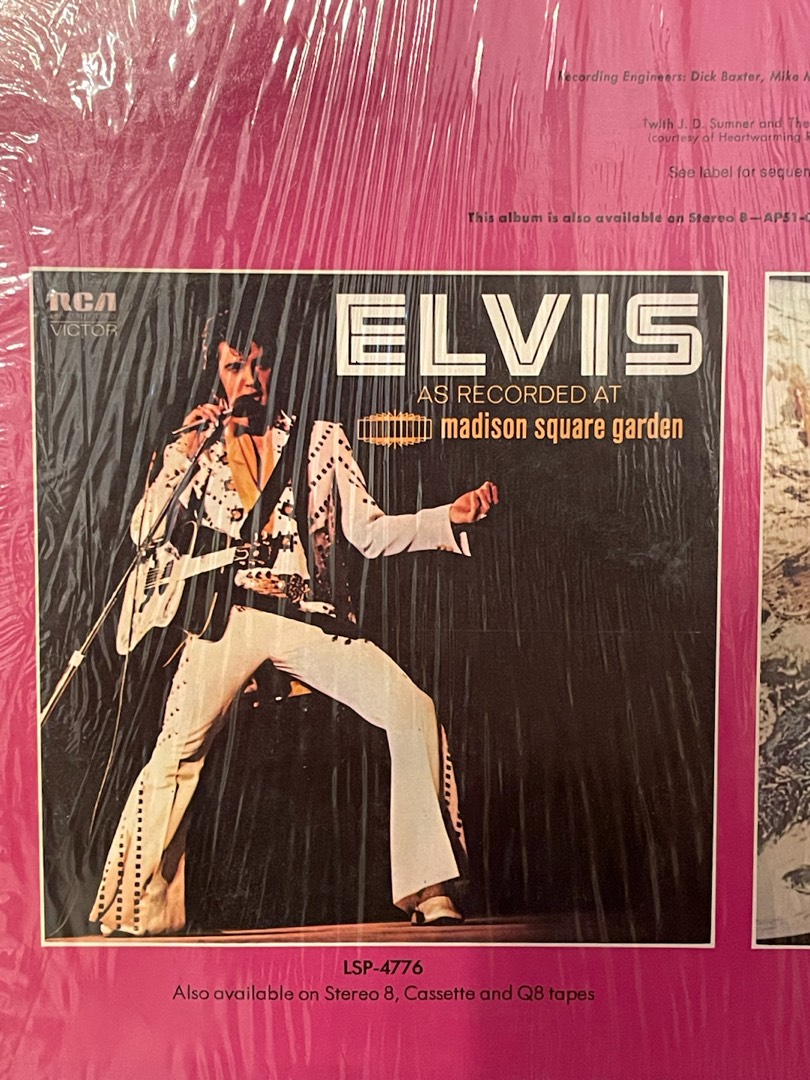 Recording Engineers: Dick Baxter, Mike
Twith J. D. Sumner and The
(courtesy of Heartwarming
See label for sequen
This album is also available on Stereo 8—AP51-
RCA
VICTOR
ELVIS
AS RECORDED AT
madison square garden
LSP-4776
Also available on Stereo 8, Cassette and Q8 tapes